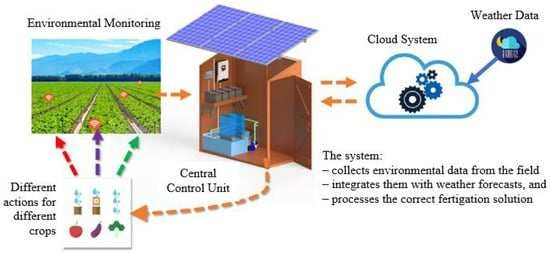 Environmental Monitoring
Weather Data
Cloud System
Central
Control Unit
Different
actions for
different
crops
The system:
– collects environmental data from the field
– integrates them with weather forecasts, and
– processes the correct fertigation solution